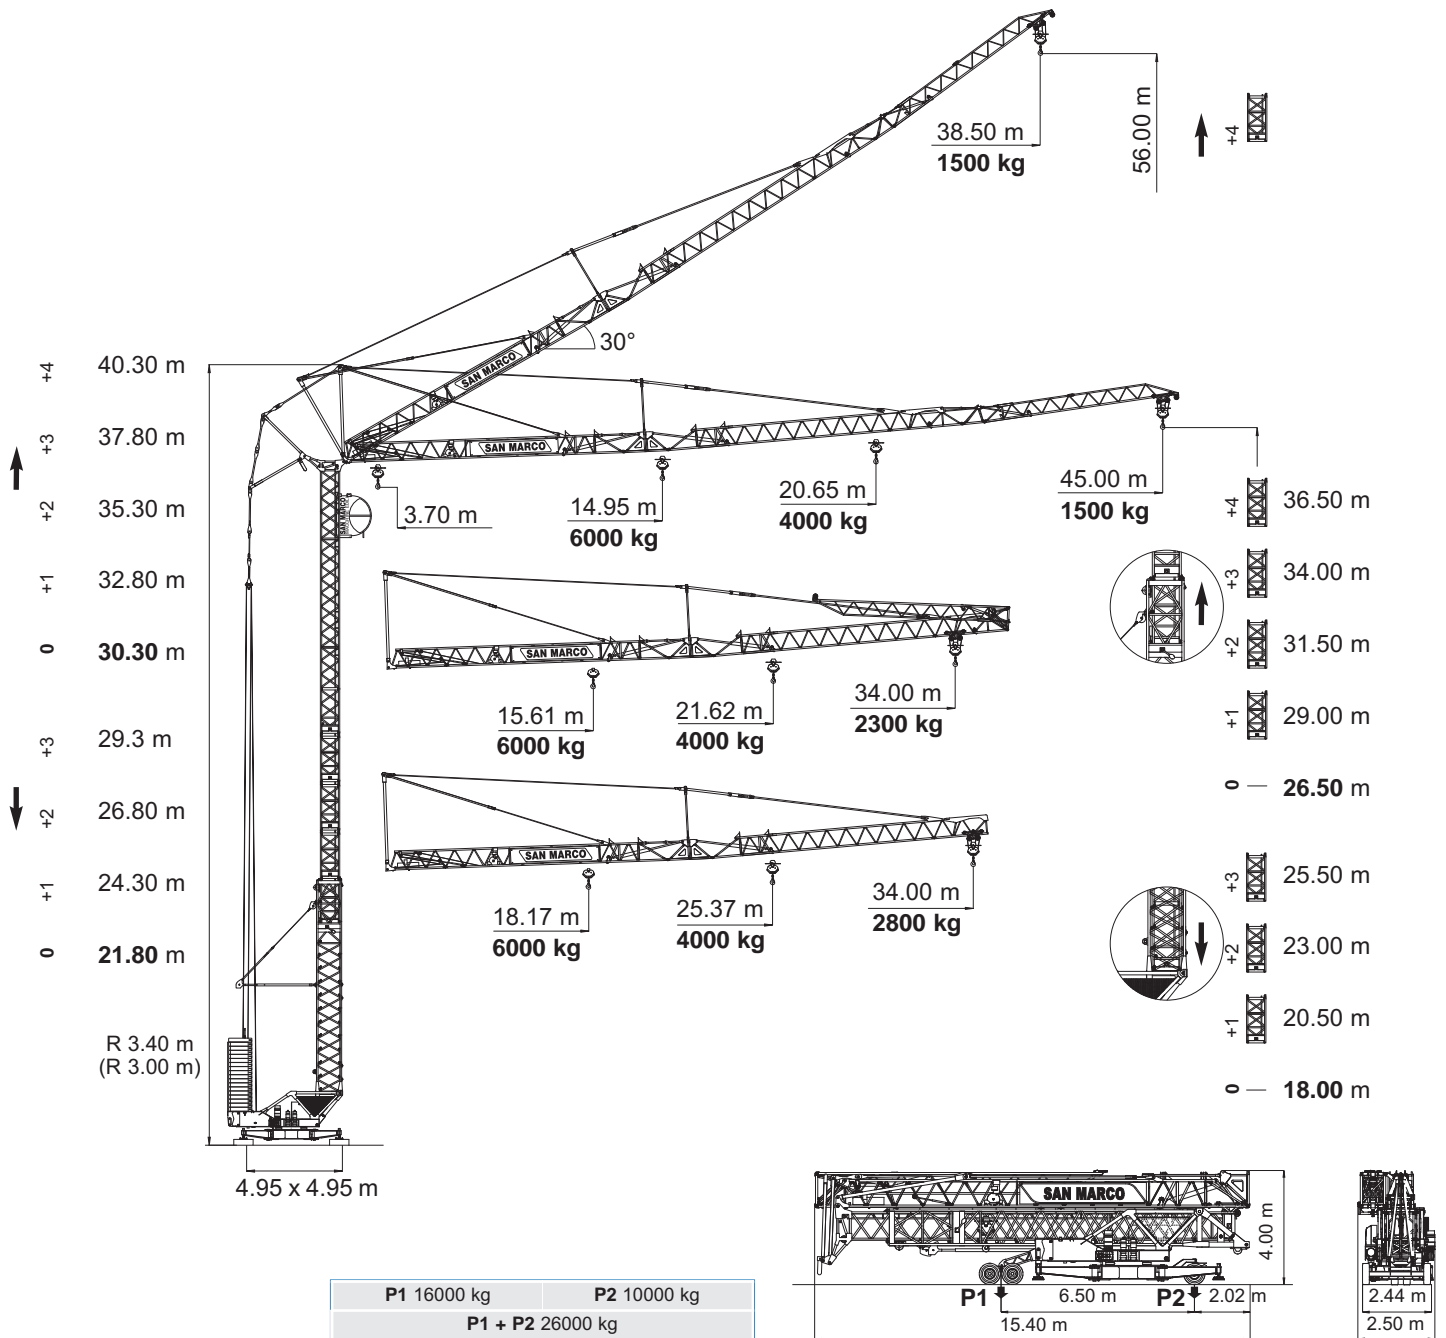 38.50 m
1500 kg
56.00 m
+4
30°
SAN MARCO
+4 40.30 m
+3 37.80 m
+2 35.30 m
+1 32.80 m
0 30.30 m
+3 29.3 m
+2 26.80 m
+1 24.30 m
0 21.80 m
R 3.40 m
(R 3.00 m)
4.95 x 4.95 m
SAN MARCO
SAN MARCO
3.70 m
14.95 m
6000 kg
20.65 m
4000 kg
45.00 m
1500 kg
SAN MARCO
15.61 m
6000 kg
21.62 m
4000 kg
34.00 m
2300 kg
SAN MARCO
18.17 m
6000 kg
25.37 m
4000 kg
34.00 m
2800 kg
+4 36.50 m
+3 34.00 m
+2 31.50 m
+1 29.00 m
0 — 26.50 m
+3 25.50 m
+2 23.00 m
+1 20.50 m
0 — 18.00 m
SAN MARCO
4.00 m
P1 6.50 m P2 2.02 m
15.40 m
2.44 m
2.50 m
P1 16000 kg P2 10000 kg
P1 + P2 26000 kg